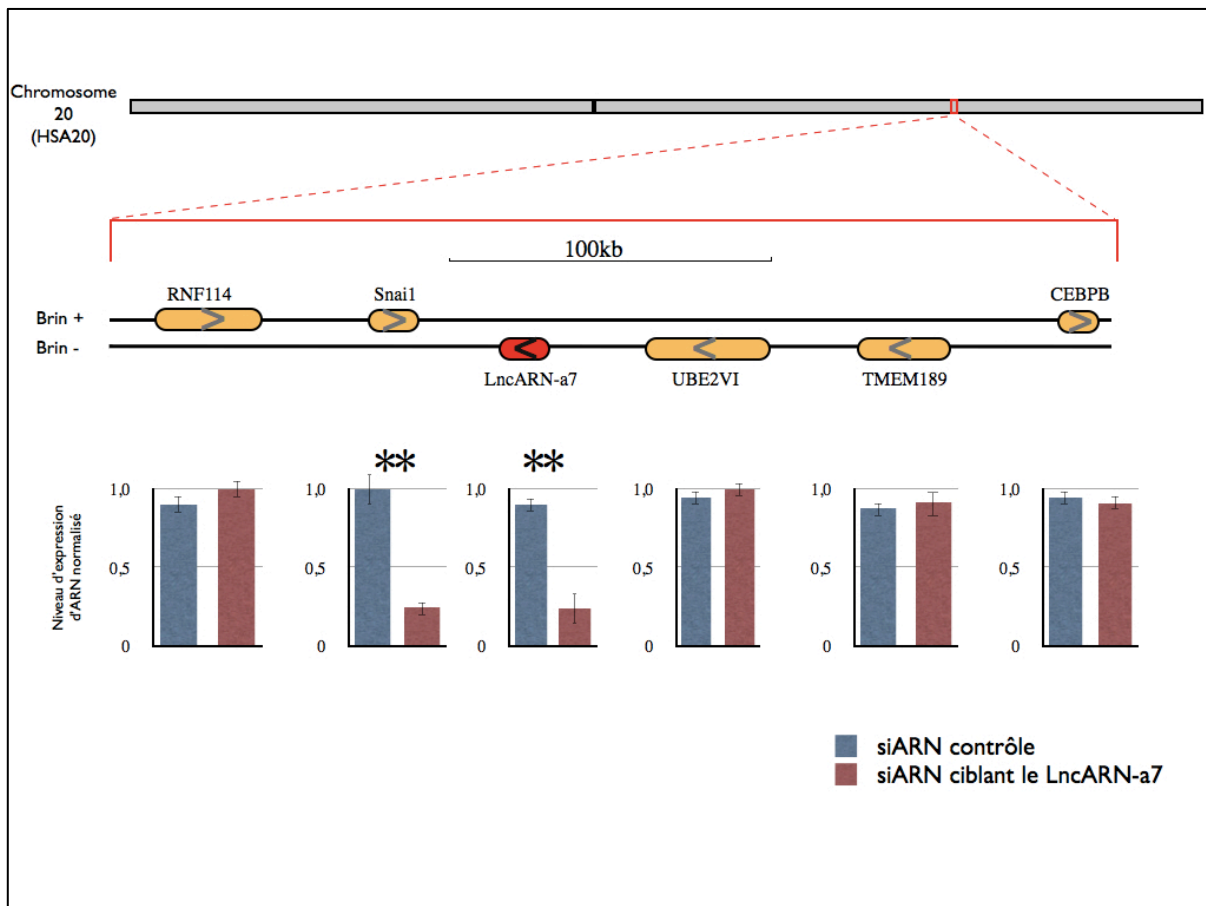 Chromosome
20
(HSA20)
100kb
RNF114
Snai1
CEBPB
Brin +
Brin -
LncARN-a7
UBE2VI
TMEM189
** **
Niveau d'expression
d'ARN normalisé
1,0 1,0 1,0 1,0 1,0 1,0
0,5 0,5 0,5 0,5 0,5 0,5
0 0 0 0 0 0
siARN contrôle
siARN ciblant le LncARN-a7